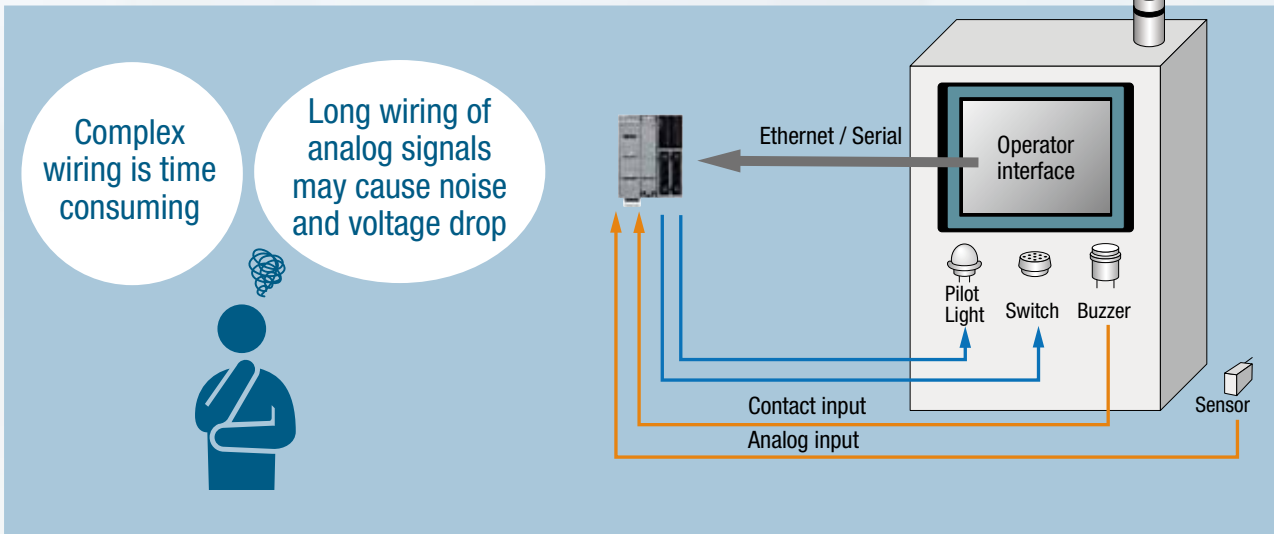 Complex
wiring is time
consuming
Long wiring of
analog signals
may cause noise
and voltage drop
Ethernet / Serial
Operator
interface
Pilot
Light
Switch
Buzzer
Contact input
Analog input
Sensor